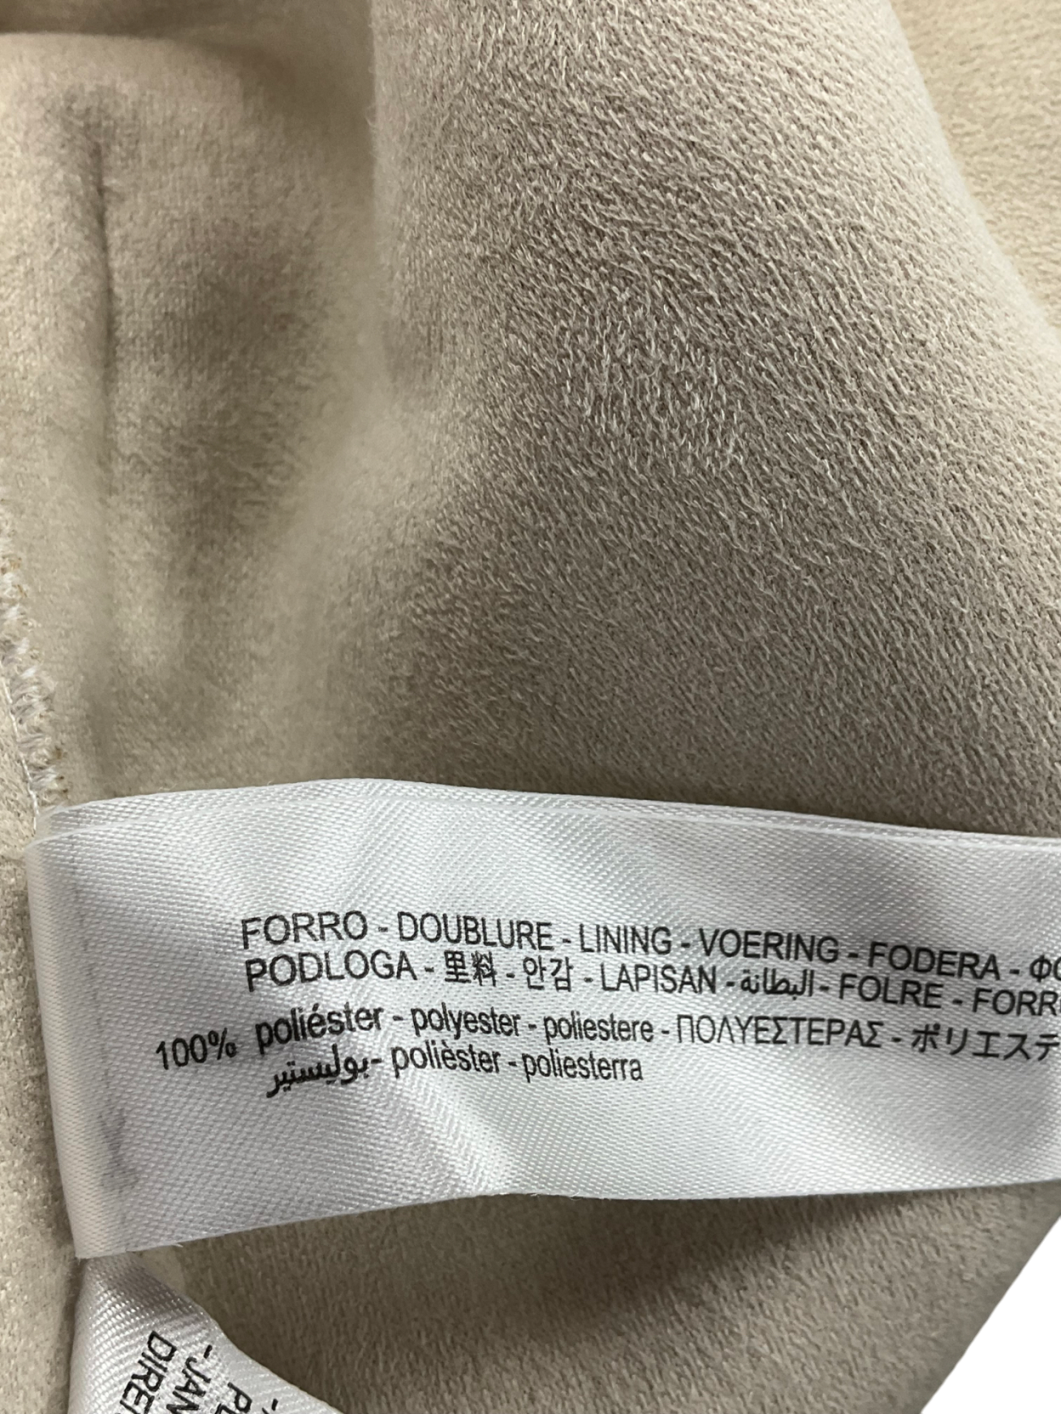 FORRO - DOUBLURE - LINING - VOERING - FODERA -
PODLOGA - 里料 - 안감 - LAPISAN - البطانة - FOLRE -
100% poliéster - polyester - poliestere - ΠΟΛΥΕΣΤΕΡΑΣ -
بوليستير - polièster - poliesterra